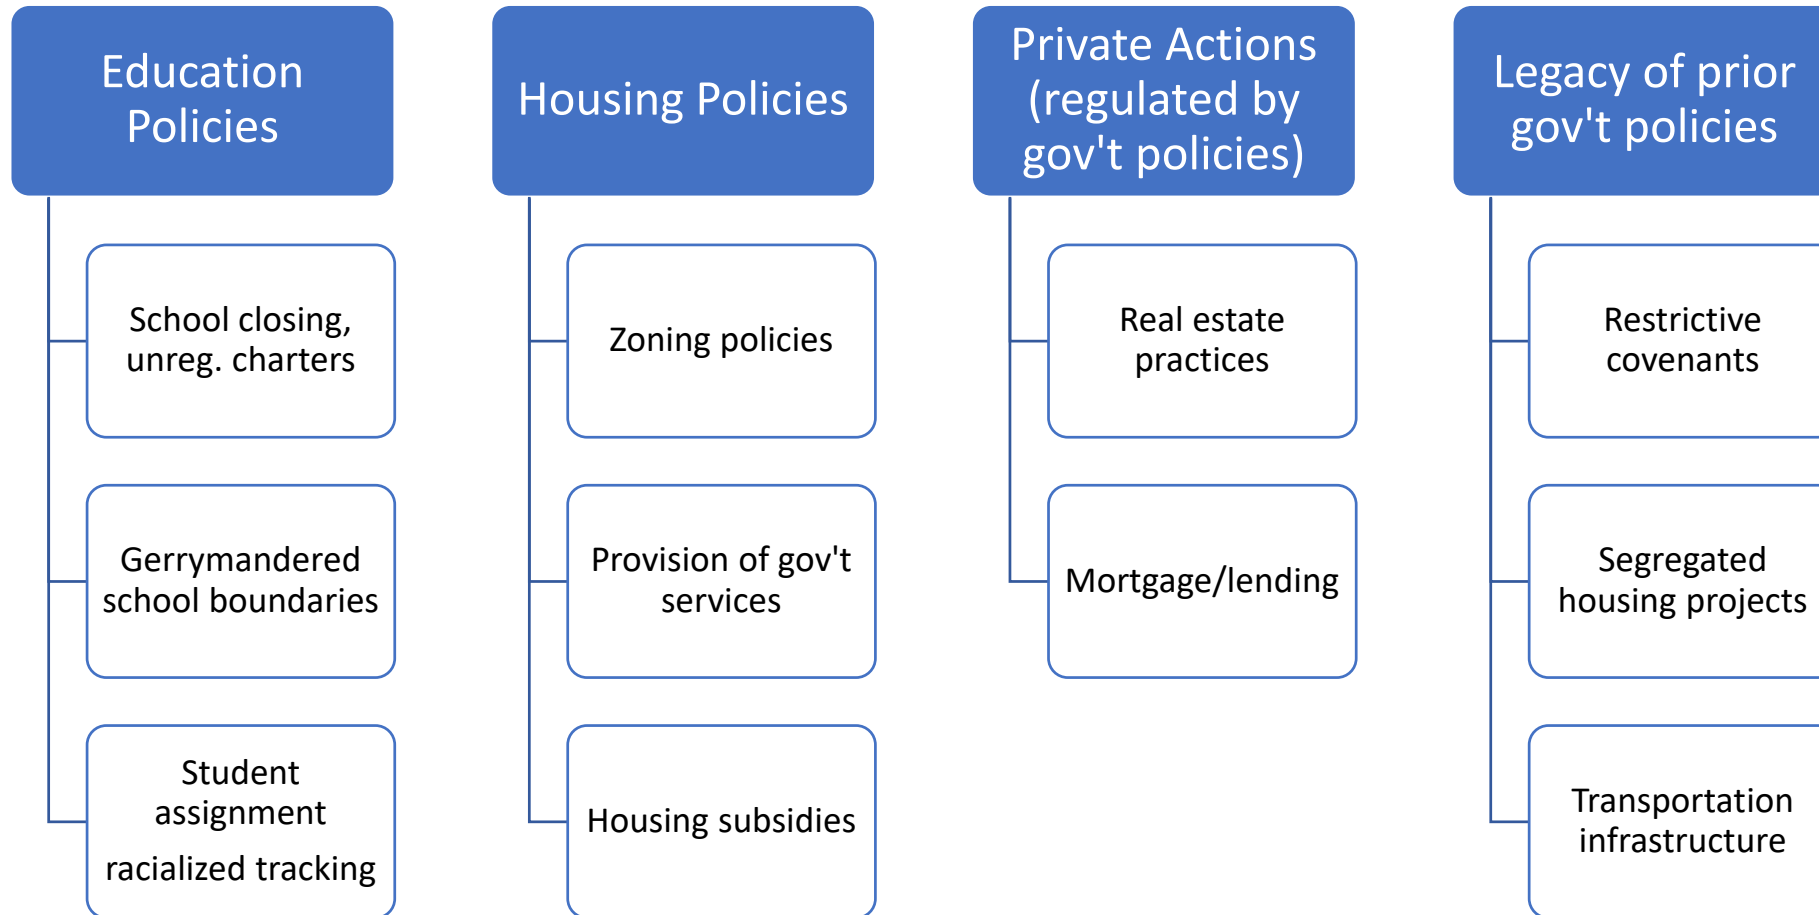 Education
Policies
School closing,
unreg. charters
Gerrymandered
school boundaries
Student
assignment
racialized tracking
Housing Policies
Zoning policies
Provision of gov't
services
Housing subsidies
Private Actions
(regulated by
gov't policies)
Real estate
practices
Mortgage/lending
Legacy of prior
gov't policies
Restrictive
covenants
Segregated
housing projects
Transportation
infrastructure